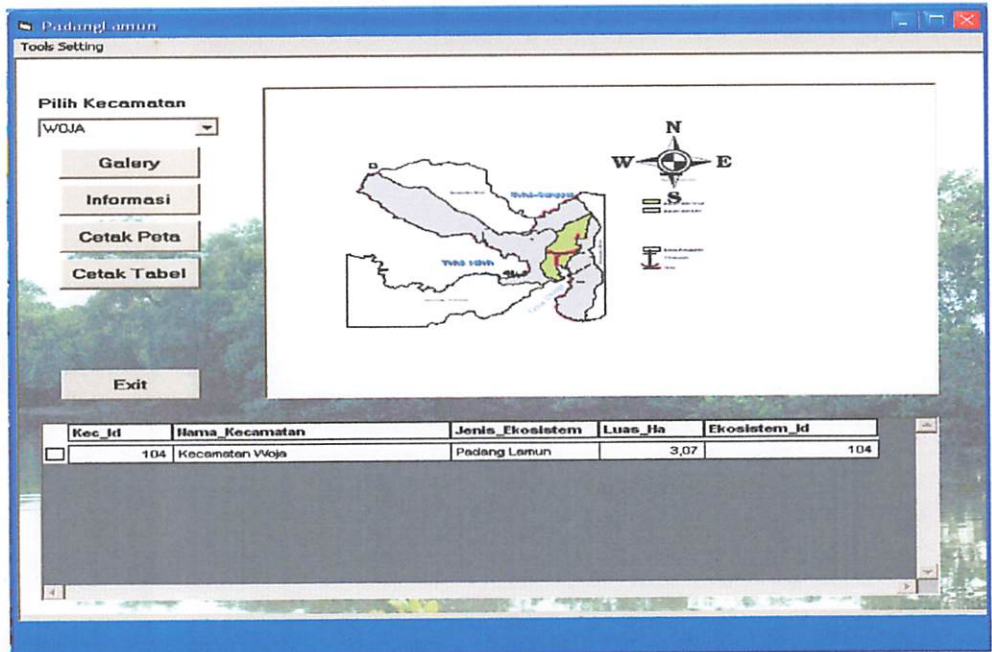 PadangLamun
Tools Setting
Pilih Kecamatan
WOJA
Galery
Informasi
Cetak Peta
Cetak Tabel
Exit
N
W E
S
Kec_Id Nama_Kecamatan Jenis_Ekosistem Luas_Ha Ekosistem_Id
104 Kecamatan Woja Padang Lamun 3,07 104